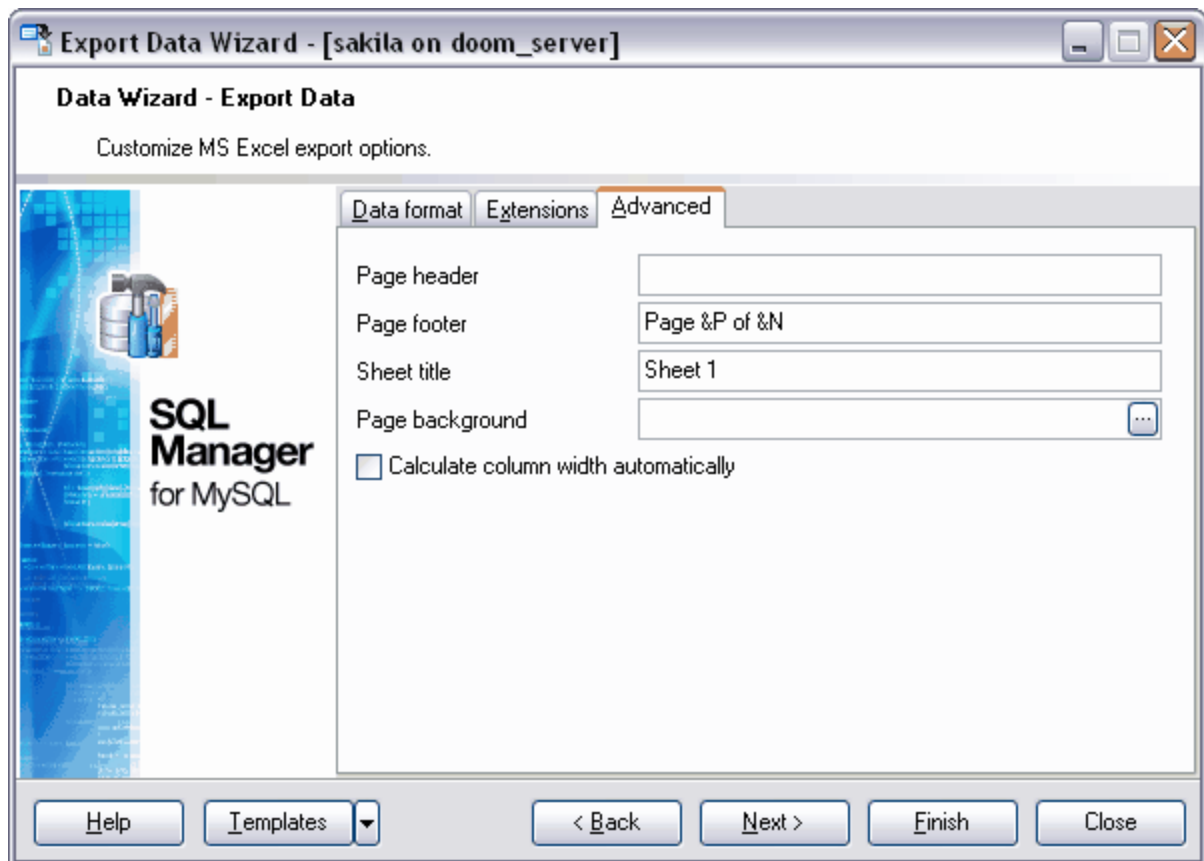 Export Data Wizard - [sakila on doom_server]
Data Wizard - Export Data
Customize MS Excel export options.
Data format Extensions Advanced
Page header
Page footer Page &P of &N
Sheet title Sheet 1
Page background ...
Calculate column width automatically
SQL
Manager
for MySQL
Help Templates < Back Next > Finish Close